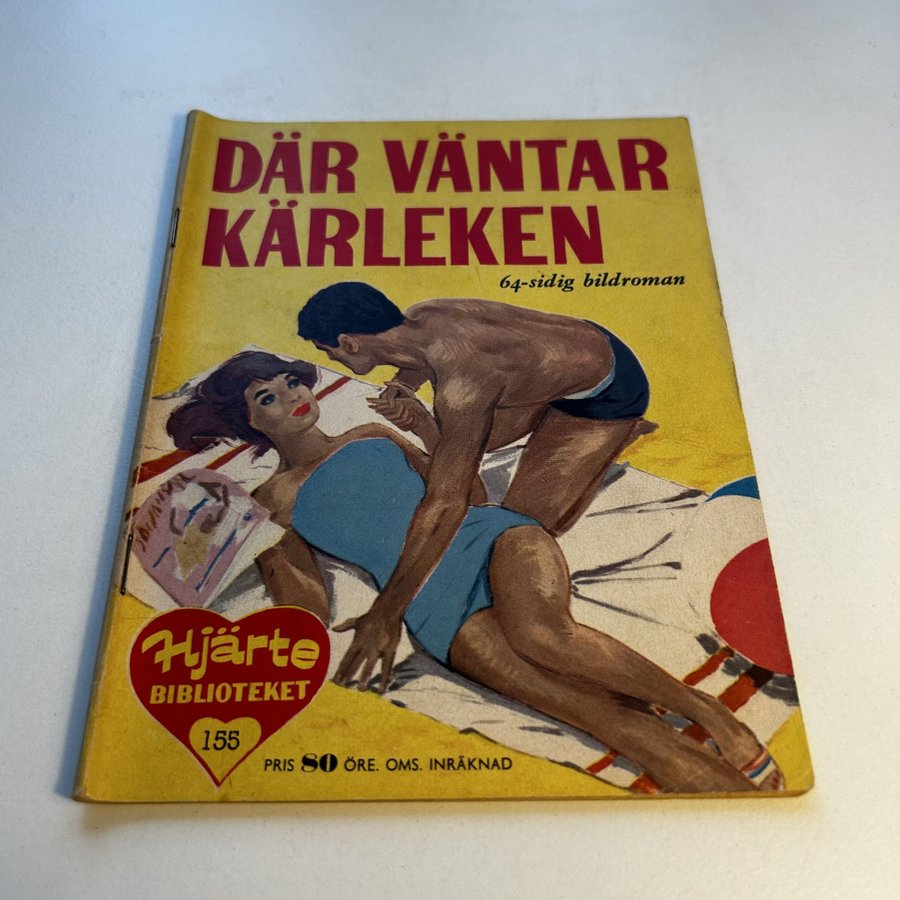 DÄR VÄNTAR
KÄRLEKEN
64-sidig bildroman
Hjärte
BIBLIOTEKET
155
PRIS 80 ÖRE. OMS. INRÄKNAD